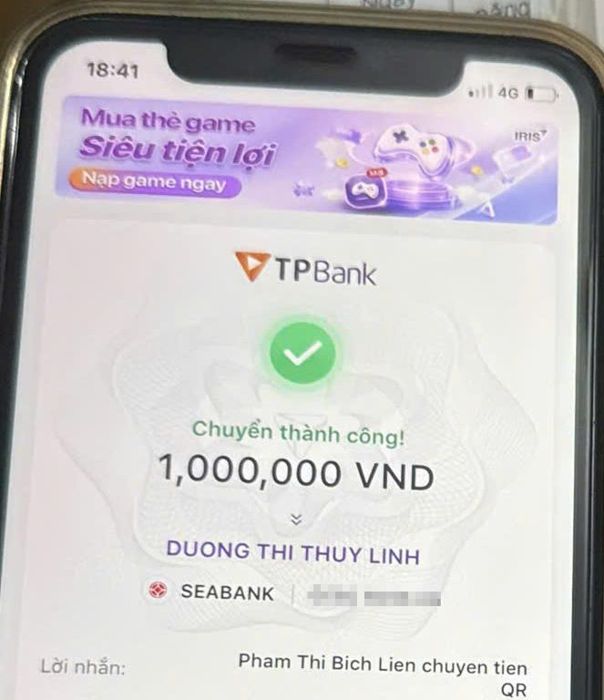 năng
18:41
4G
Mua thẻ game
IRIS
Siêu tiện lợi
Nạp game ngay
TPBank
Chuyển thành công!
1,000,000 VND
DUONG THI THUY LINH
SEABANK
Lời nhắn: Pham Thi Bich Lien chuyen tien
QR